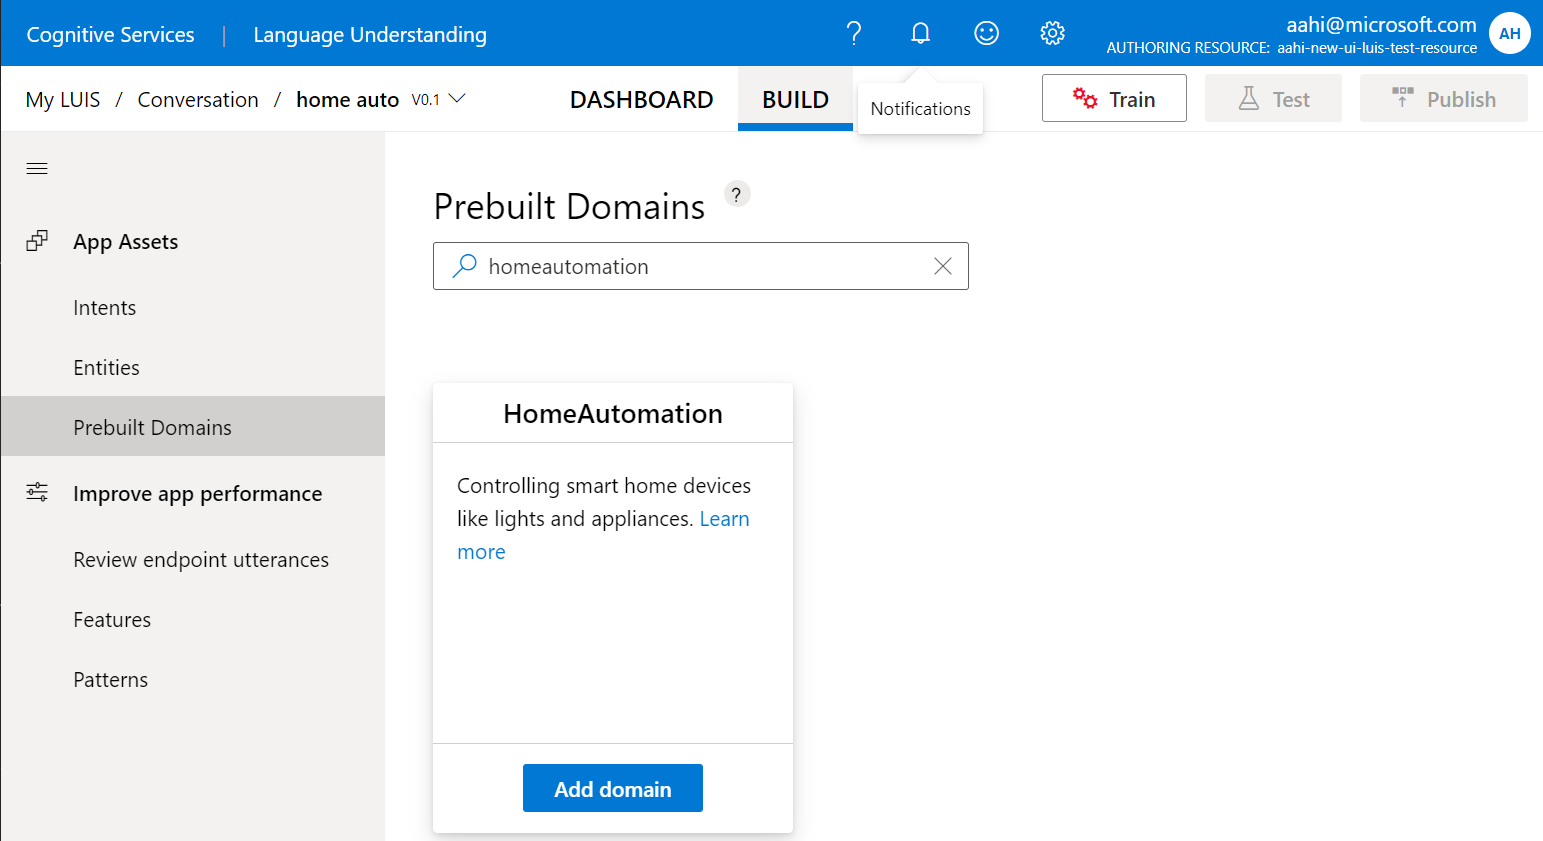 Cognitive Services | Language Understanding
?
aahi@microsoft.com
AUTHORING RESOURCE: aahi-new-ui-luis-test-resource
AH
My LUIS / Conversation / home auto V0.1
DASHBOARD
BUILD
Notifications
Train
Test
Publish
App Assets
Intents
Entities
Prebuilt Domains
Improve app performance
Review endpoint utterances
Features
Patterns
Prebuilt Domains ?
homeautomation
HomeAutomation
Controlling smart home devices
like lights and appliances. Learn
more
Add domain